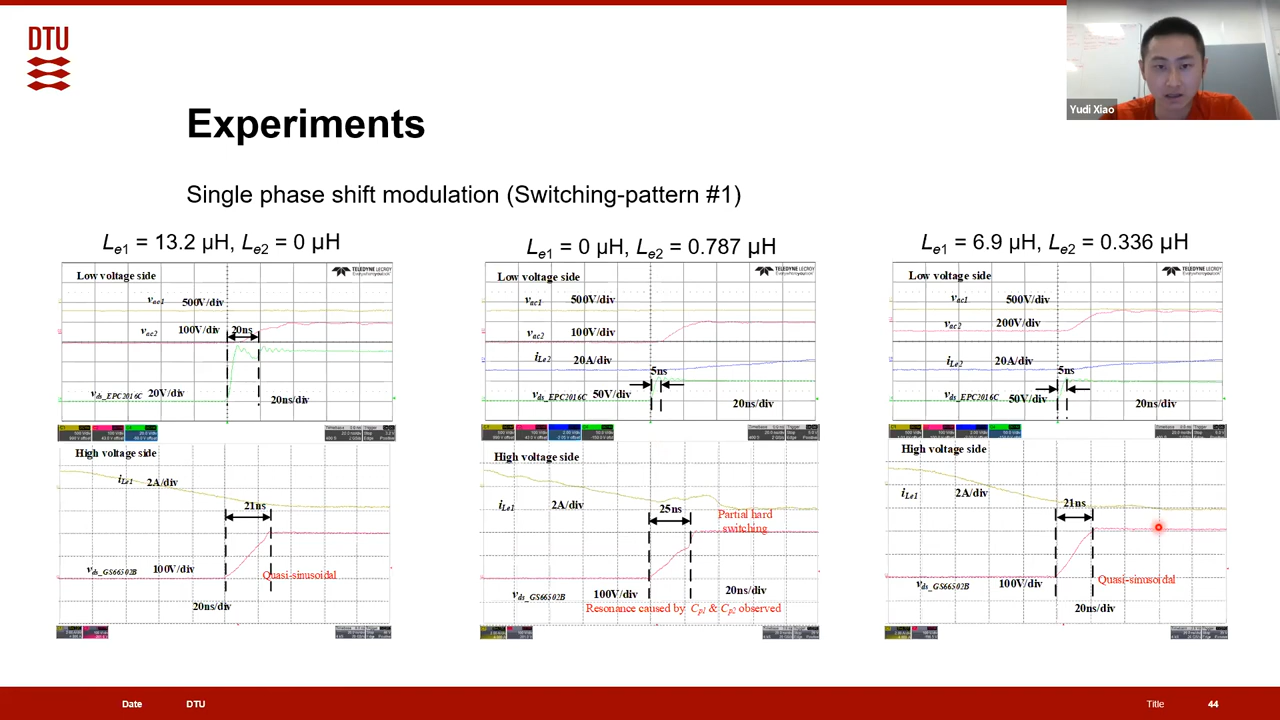 DTU
Yudi Xiao
Experiments
Single phase shift modulation (Switching-pattern #1)
Le1 = 13.2 µH, Le2 = 0 µH
Low voltage side
TELEDYNE LECROY
vac1 500V/div
vac2 100V/div 20ns
vds_EPC2016C 20V/div
20ns/div
High voltage side
iLe1 2A/div
21ns
vds_GS66502B 100V/div
Quasi-sinusoidal
20ns/div
Le1 = 0 µH, Le2 = 0.787 µH
Low voltage side
TELEDYNE LECROY
vac1 500V/div
vac2 100V/div
iLe2 20A/div
5ns
vds_EPC2016C 50V/div
20ns/div
High voltage side
iLe1 2A/div
25ns
Partial hard
switching
vds_GS66502B 100V/div
20ns/div
Resonance caused by Cp1 & Cp2 observed
Le1 = 6.9 µH, Le2 = 0.336 µH
Low voltage side
TELEDYNE LECROY
vac1 500V/div
vac2 200V/div
iLe2 20A/div
5ns
vds_EPC2016C 50V/div
20ns/div
High voltage side
iLe1 2A/div
21ns
vds_GS66502B 100V/div
Quasi-sinusoidal
20ns/div
Date DTU Title 44